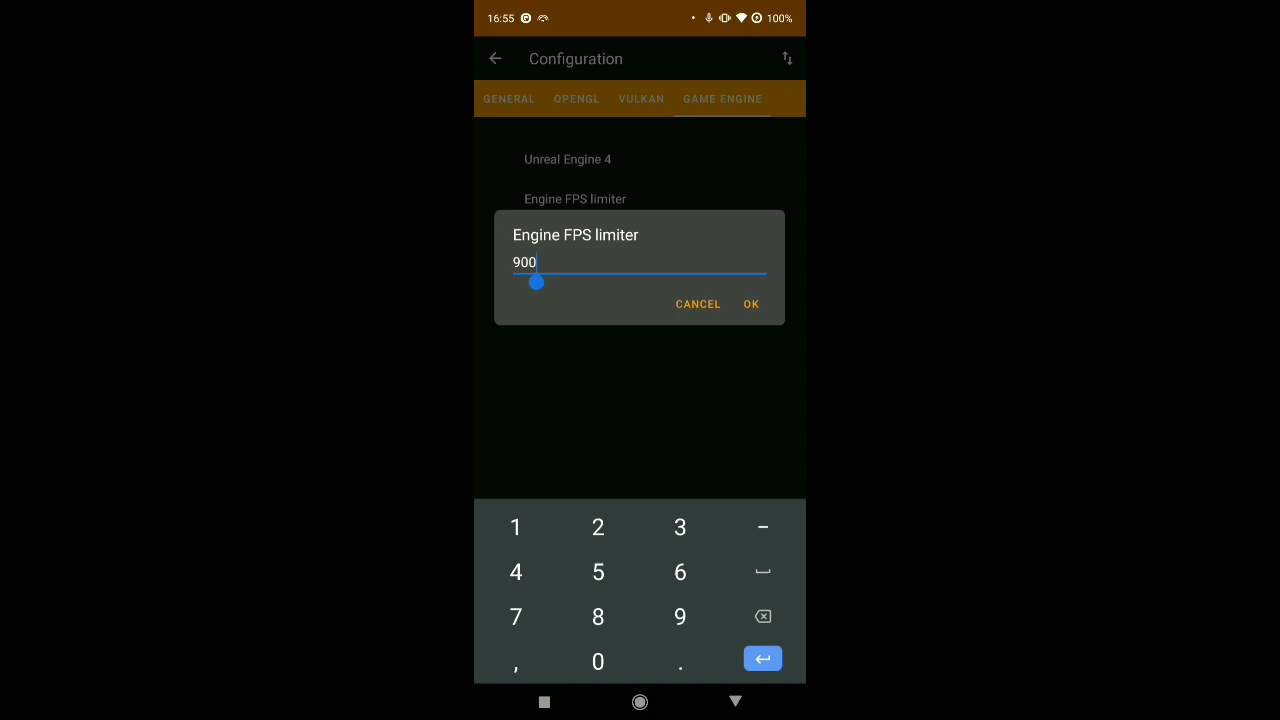 16:55
100%
Configuration
GENERAL OPENGL VULKAN GAME ENGINE
Unreal Engine 4
Engine FPS limiter
Engine FPS limiter
900
CANCEL OK
1 2 3 −
4 5 6
7 8 9
, 0 .